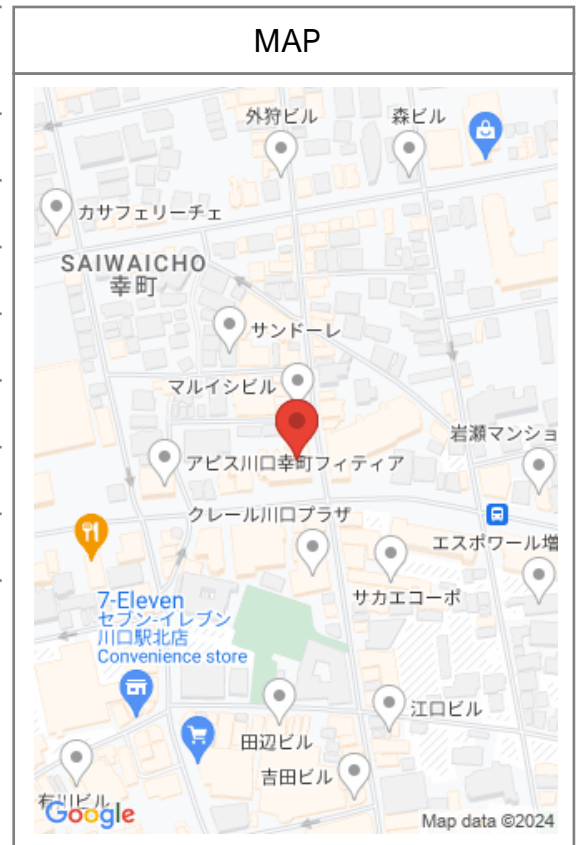 MAP
外狩ビル
森ビル
カサフェリーチェ
SAIWAICHO
幸町
サンドーレ
マルイシビル
岩瀬マンショ
アピス川口幸町フィティア
クレール川口プラザ
エスポワール増
サカエコーポ
7-Eleven
セブン-イレブン
川口駅北店
Convenience store
江口ビル
田辺ビル
吉田ビル
有川ビル
Google
Map data ©2024